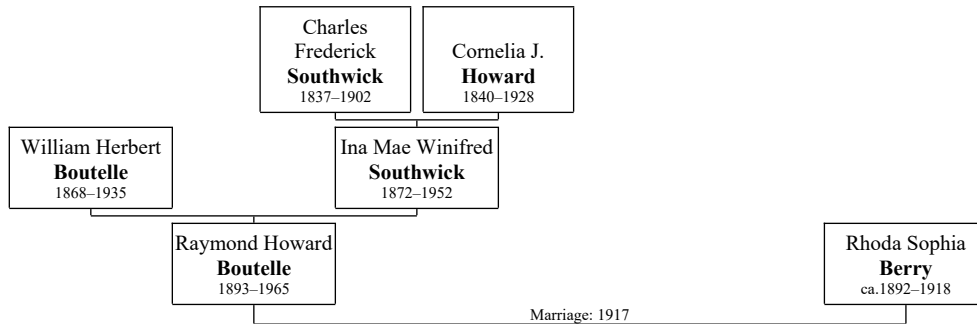 Charles
Frederick
Southwick
1837–1902
Cornelia J.
Howard
1840–1928
William Herbert
Boutelle
1868–1935
Ina Mae Winifred
Southwick
1872–1952
Raymond Howard
Boutelle
1893–1965
Rhoda Sophia
Berry
ca.1892–1918
Marriage: 1917